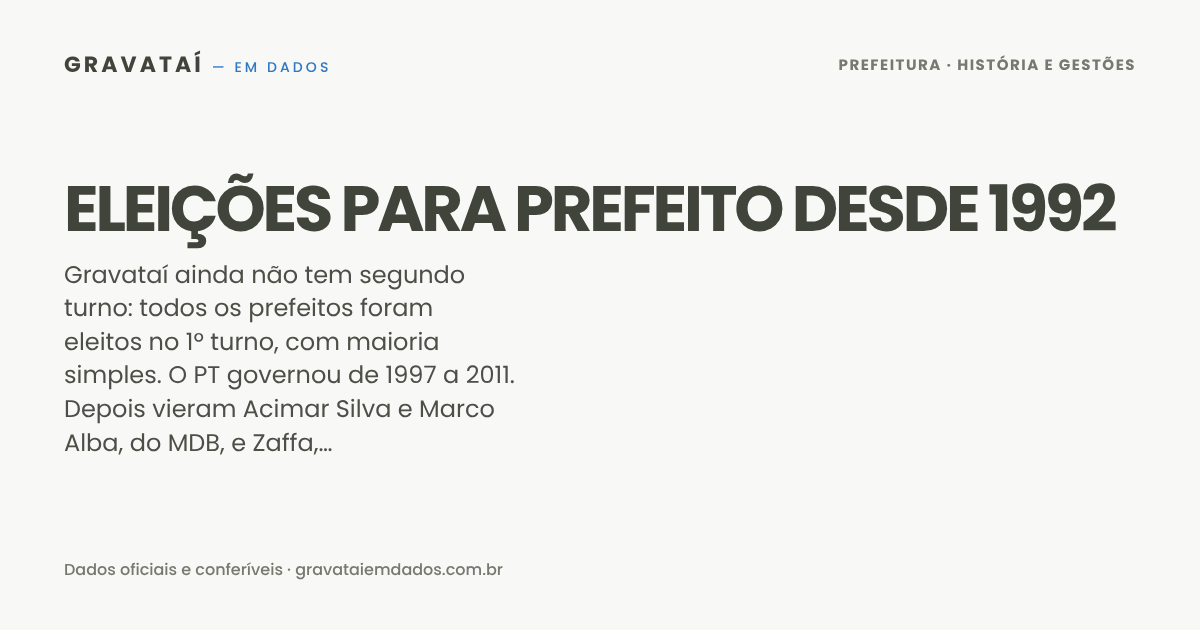 GRAVATAÍ — EM DADOS
PREFEITURA · HISTÓRIA E GESTÕES
ELEIÇÕES PARA PREFEITO DESDE 1992
Gravataí ainda não tem segundo
turno: todos os prefeitos foram
eleitos no 1º turno, com maioria
simples. O PT governou de 1997 a 2011.
Depois vieram Acimar Silva e Marco
Alba, do MDB, e Zaffa,...
Dados oficiais e conferíveis · gravataiemdados.com.br